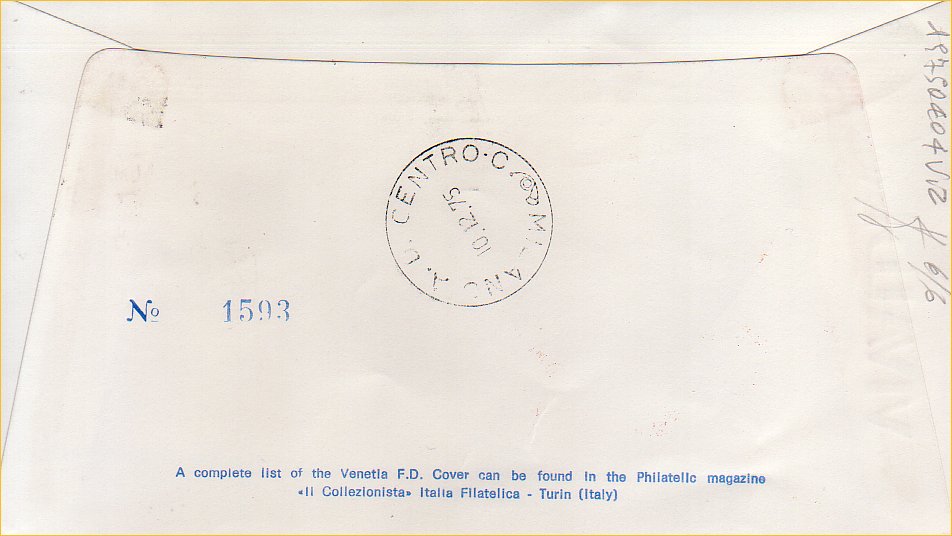 MILANO A.D. CENTRO-C.
10.12.75
№ 1593
A complete list of the Venetia F.D. Cover can be found in the Philatelic magazine
«Il Collezionista» Italia Filatelica - Turin (Italy)